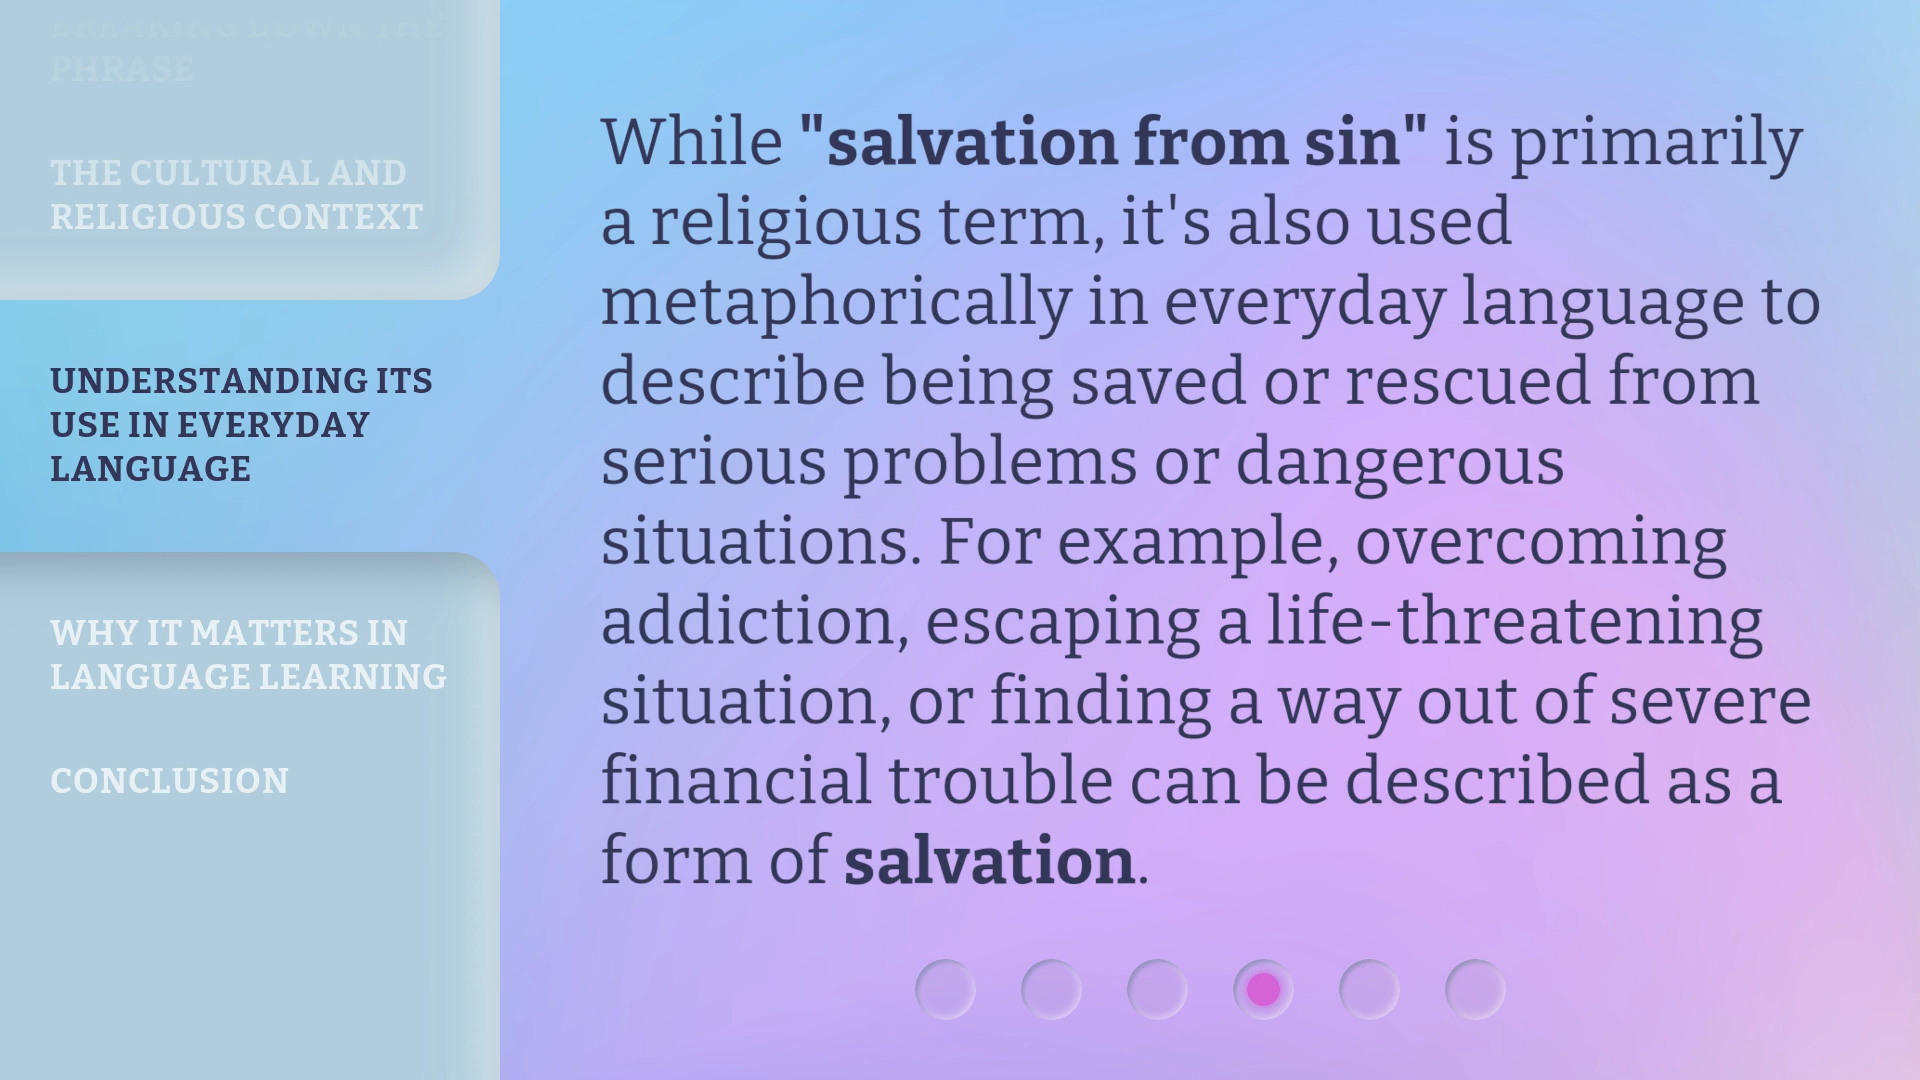 BREAKING DOWN THE
PHRASE
THE CULTURAL AND
RELIGIOUS CONTEXT
UNDERSTANDING ITS
USE IN EVERYDAY
LANGUAGE
WHY IT MATTERS IN
LANGUAGE LEARNING
CONCLUSION
While "salvation from sin" is primarily
a religious term, it's also used
metaphorically in everyday language to
describe being saved or rescued from
serious problems or dangerous
situations. For example, overcoming
addiction, escaping a life-threatening
situation, or finding a way out of severe
financial trouble can be described as a
form of salvation.